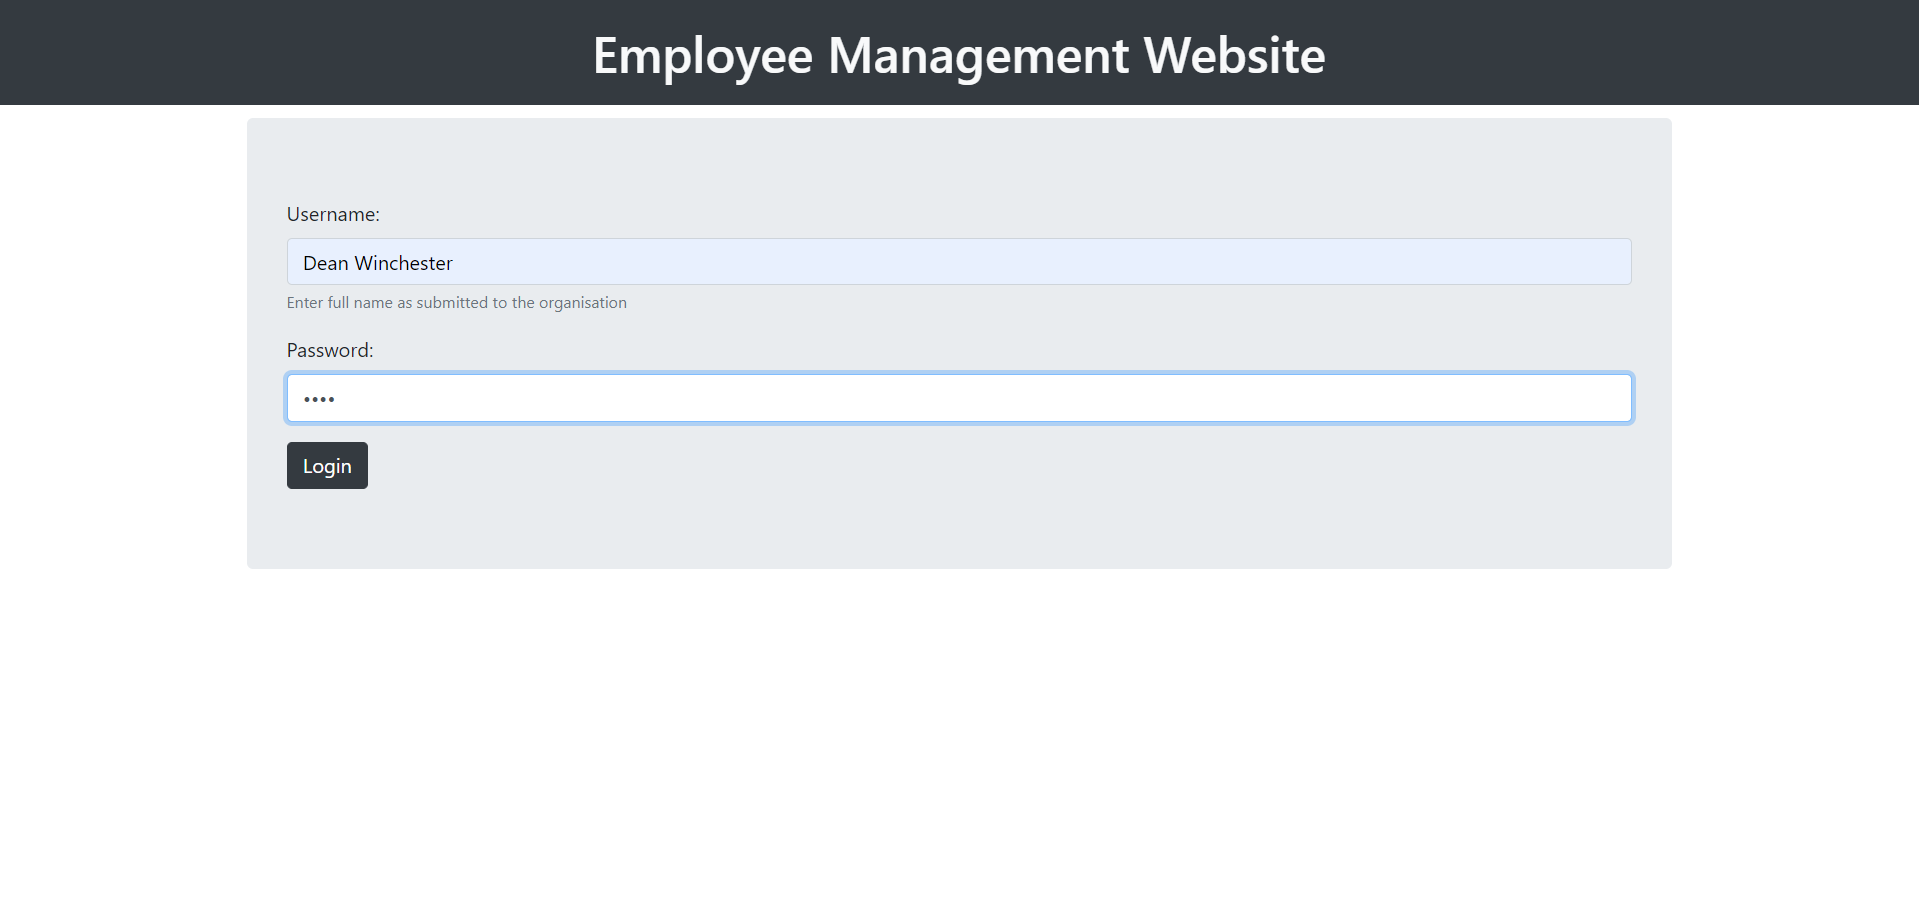 Employee Management Website
Username:
Dean Winchester
Enter full name as submitted to the organisation
Password:
••••
Login